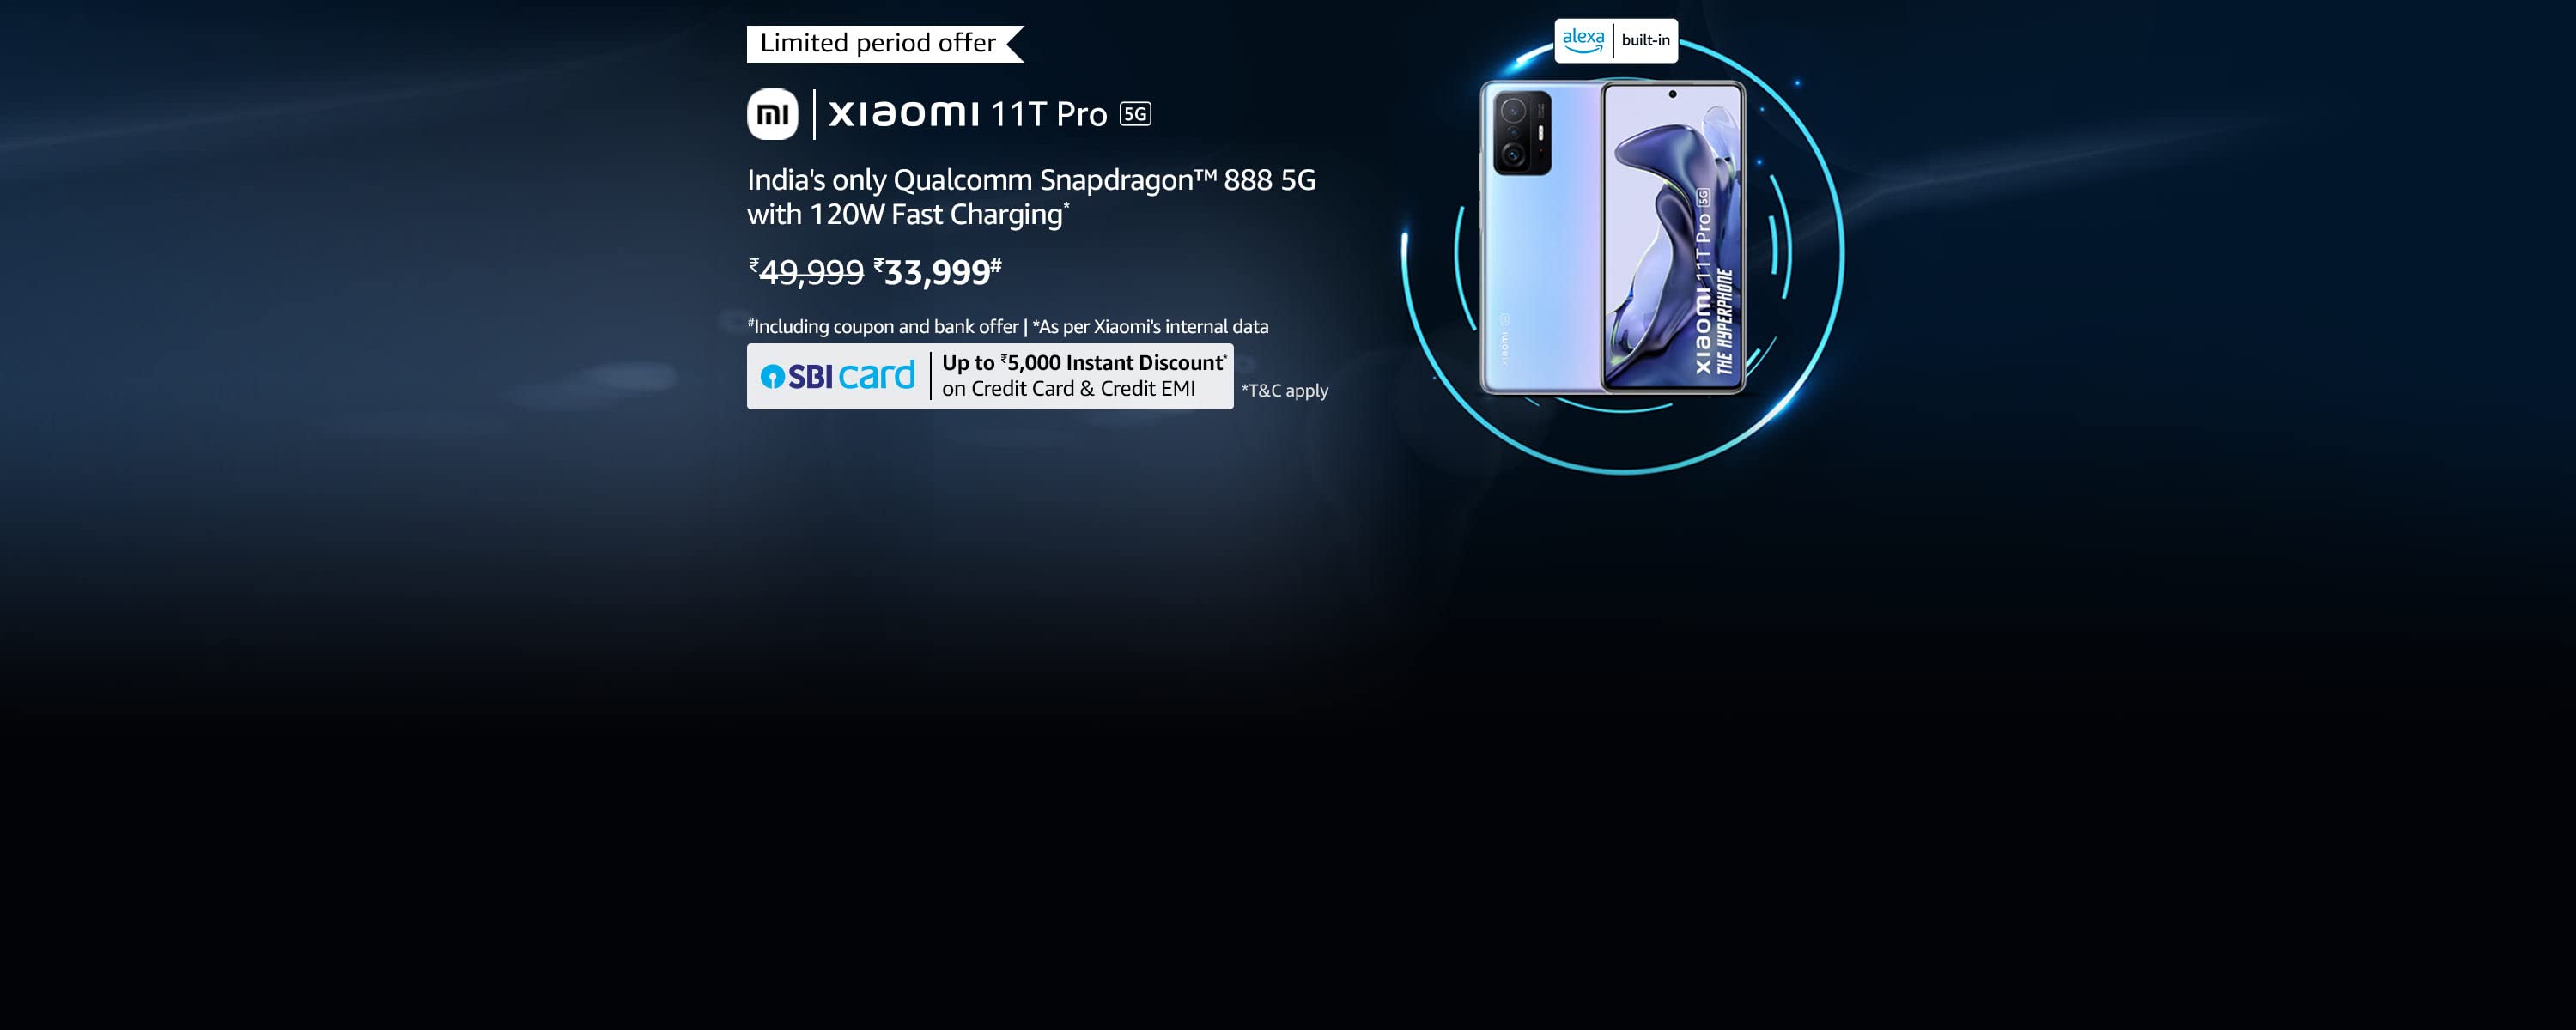 Limited period offer
mi | xiaomi 11T Pro 5G
India's only Qualcomm Snapdragon™ 888 5G
with 120W Fast Charging*
₹49,999 ₹33,999#
#Including coupon and bank offer | *As per Xiaomi's internal data
SBI card | Up to ₹5,000 Instant Discount*
on Credit Card & Credit EMI
*T&C apply
alexa | built-in
xiaomi
xiaomi 11T Pro 5G
THE HYPERPHONE